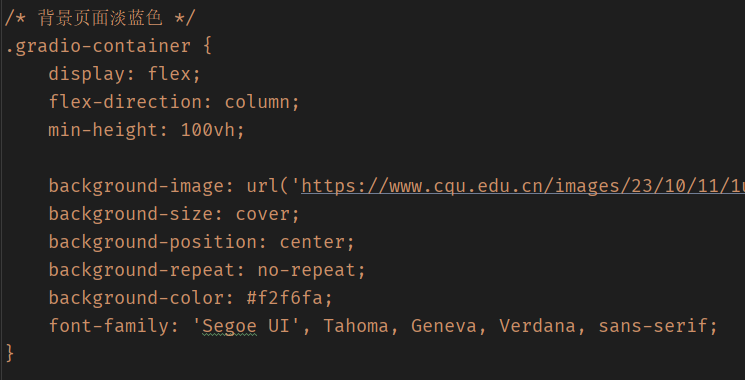 /* 背景页面淡蓝色 */
.gradio-container {
    display: flex;
    flex-direction: column;
    min-height: 100vh;
    background-image: url('https://www.cqu.edu.cn/images/23/10/11/1u
    background-size: cover;
    background-position: center;
    background-repeat: no-repeat;
    background-color: #f2f6fa;
    font-family: 'Segoe UI', Tahoma, Geneva, Verdana, sans-serif;
}